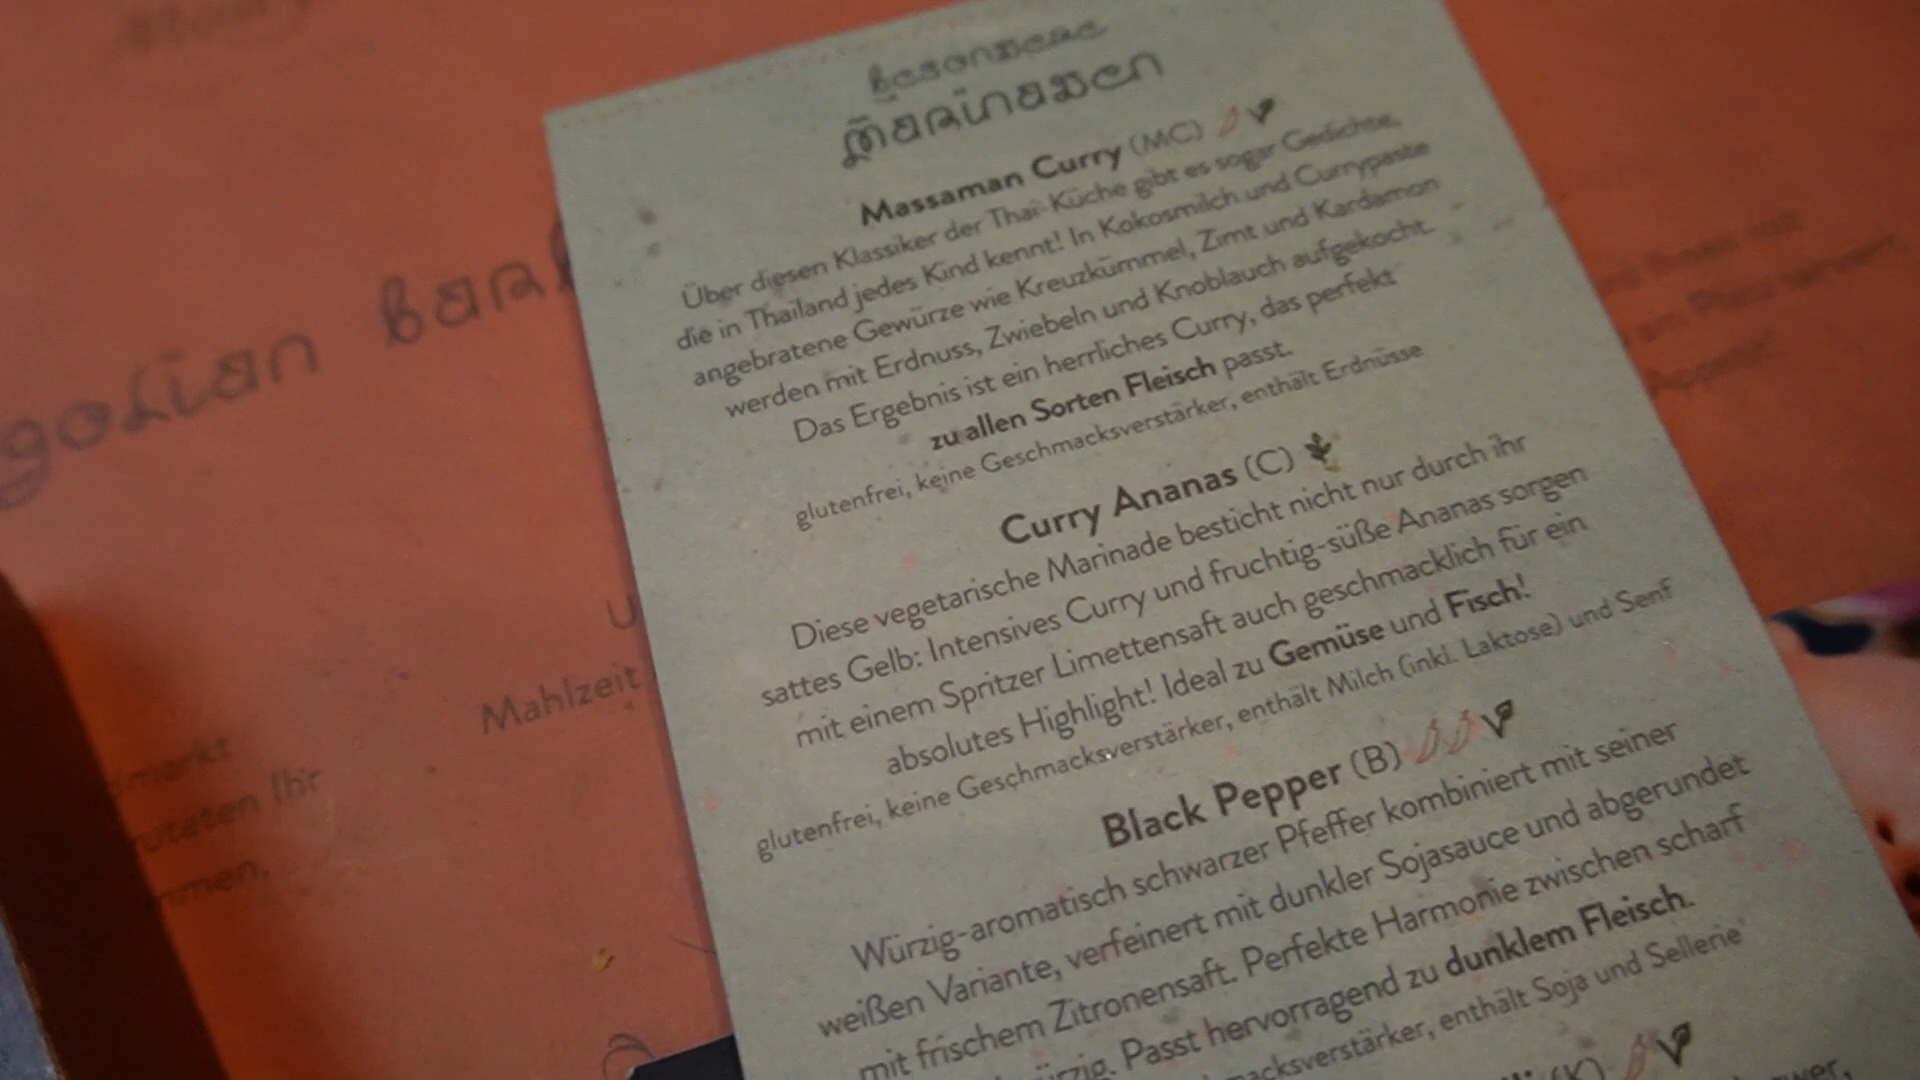 Besondere
Marinaden
Massaman Curry (MC)
Über diesen Klassiker der Thai-Küche gibt es sogar Gedichte,
die in Thailand jedes Kind kennt! In Kokosmilch und Currypaste
angebratene Gewürze wie Kreuzkümmel, Zimt und Kardamon
werden mit Erdnuss, Zwiebeln und Knoblauch aufgekocht.
Das Ergebnis ist ein herrliches Curry, das perfekt
zu allen Sorten Fleisch passt.
glutenfrei, keine Geschmacksverstärker, enthält Erdnüsse
Curry Ananas (C)
Diese vegetarische Marinade besticht nicht nur durch ihr
sattes Gelb: Intensives Curry und fruchtig-süße Ananas sorgen
mit einem Spritzer Limettensaft auch geschmacklich für ein
absolutes Highlight! Ideal zu Gemüse und Fisch!
glutenfrei, keine Geschmacksverstärker, enthält Milch (inkl. Laktose) und Senf
Black Pepper (B)
Würzig-aromatisch schwarzer Pfeffer kombiniert mit seiner
weißen Variante, verfeinert mit dunkler Sojasauce und abgerundet
mit frischem Zitronensaft. Perfekte Harmonie zwischen scharf
Passt hervorragend zu dunklem Fleisch.
enthält Soja und Sellerie
(K)
golian Bar
Mahlzeit
Ihr